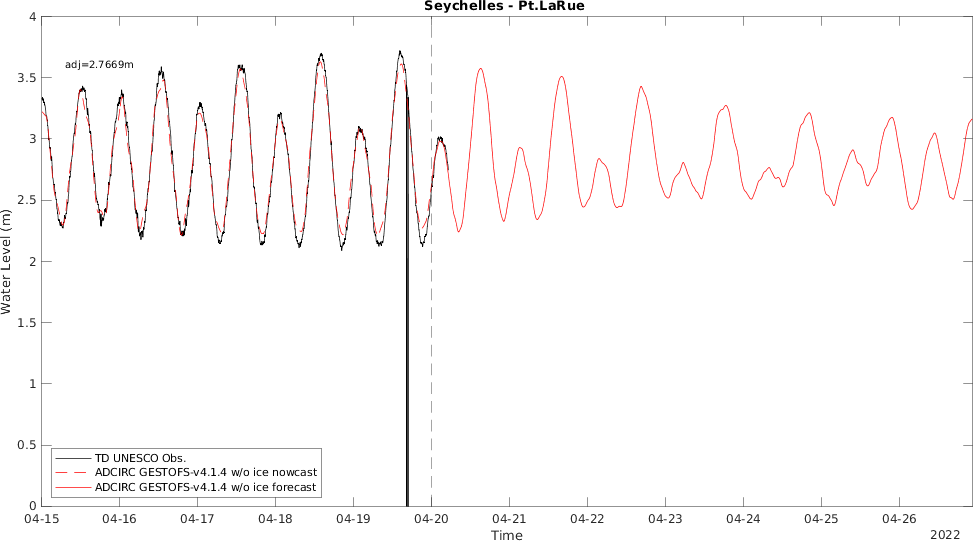 Seychelles - Pt.LaRue
adj=2.7669m
Water Level (m)
4
3.5
3
2.5
2
1.5
1
0.5
0
TD UNESCO Obs.
ADCIRC GESTOFS-v4.1.4 w/o ice nowcast
ADCIRC GESTOFS-v4.1.4 w/o ice forecast
04-15 04-16 04-17 04-18 04-19 04-20 04-21 04-22 04-23 04-24 04-25 04-26
Time
2022